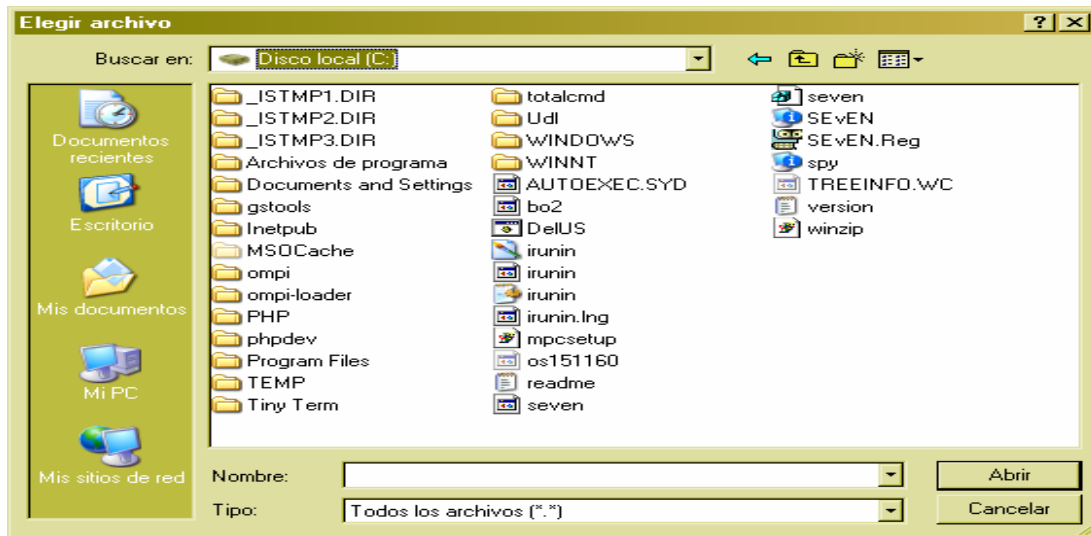 Elegir archivo
Buscar en:
Disco local (C:)
Documentos
recientes
Escritorio
Mis documentos
Mi PC
Mis sitios de red
_ISTMP1.DIR
_ISTMP2.DIR
_ISTMP3.DIR
Archivos de programa
Documents and Settings
gstools
Inetpub
MSOCache
ompi
ompi-loader
PHP
phpdev
Program Files
TEMP
Tiny Term
totalcmd
Udl
WINDOWS
WINNT
AUTOEXEC.SYD
bo2
DelUS
irunin
irunin
irunin
irunin.lng
mpcsetup
os151160
readme
seven
seven
SEvEN
SEvEN.Reg
spy
TREEINFO.WC
version
winzip
Nombre:
Abrir
Tipo:
Todos los archivos (*.*)
Cancelar